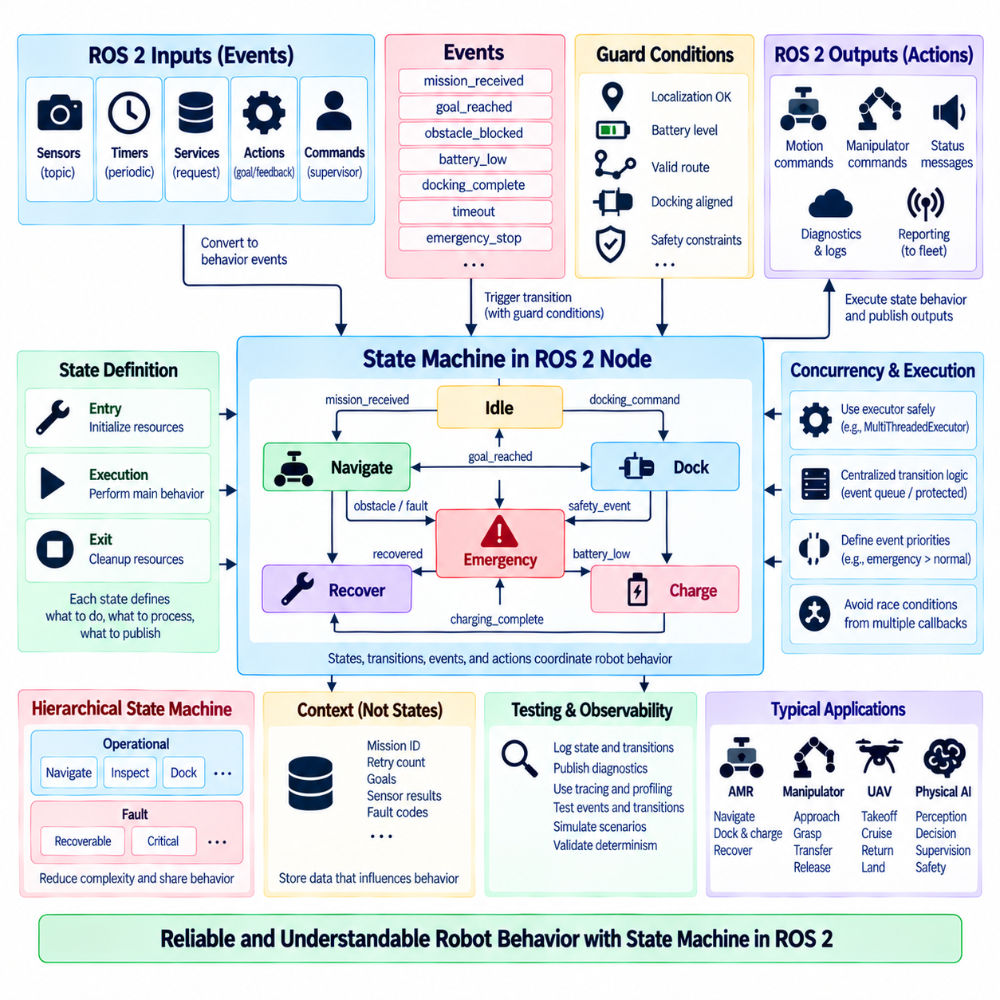 ROS 2 Inputs (Events)
Sensors
(topic)
Timers
(periodic)
Services
(request)
Actions
(goal/feedback)
Commands
(supervisor)
Convert to
behavior events
Events
mission_received
goal_reached
obstacle_blocked
battery_low
docking_complete
timeout
emergency_stop
...
Trigger transition
(with guard conditions)
Guard Conditions
Localization OK
Battery level
Valid route
Docking aligned
Safety constraints
...
ROS 2 Outputs (Actions)
Motion
commands
Manipulator
commands
Status
messages
Diagnostics
& logs
Reporting
(to fleet)
Execute state behavior
and publish outputs
State Definition
Entry
Initialize resources
Execution
Perform main behavior
Exit
Cleanup resources
Each state defines
what to do, what to process,
what to publish
State Machine in ROS 2 Node
mission_received
Idle
docking_command
Navigate
goal_reached
Dock
obstacle / fault
safety_event
Emergency
recovered
battery_low
Recover
Charge
charging_complete
States, transitions, events, and actions coordinate robot behavior
Concurrency & Execution
Use executor safely
(e.g., MultiThreadedExecutor)
Centralized transition logic
(event queue / protected)
Define event priorities
(e.g., emergency > normal)
Avoid race conditions
from multiple callbacks
Hierarchical State Machine
Operational
Navigate
Inspect
Dock
...
Fault
Recoverable
Critical
...
Reduce complexity and share behavior
Context (Not States)
Mission ID
Retry count
Goals
Sensor results
Fault codes
...
Store data that influences behavior
Testing & Observability
Log state and transitions
Publish diagnostics
Use tracing and profiling
Test events and transitions
Simulate scenarios
Validate determinism
Typical Applications
AMR
Navigate
Dock & charge
Recover
Manipulator
Approach
Grasp
Transfer
Release
UAV
Takeoff
Cruise
Return
Land
Physical AI
Perception
Decision
Supervision
Safety
Reliable and Understandable Robot Behavior with State Machine in ROS 2